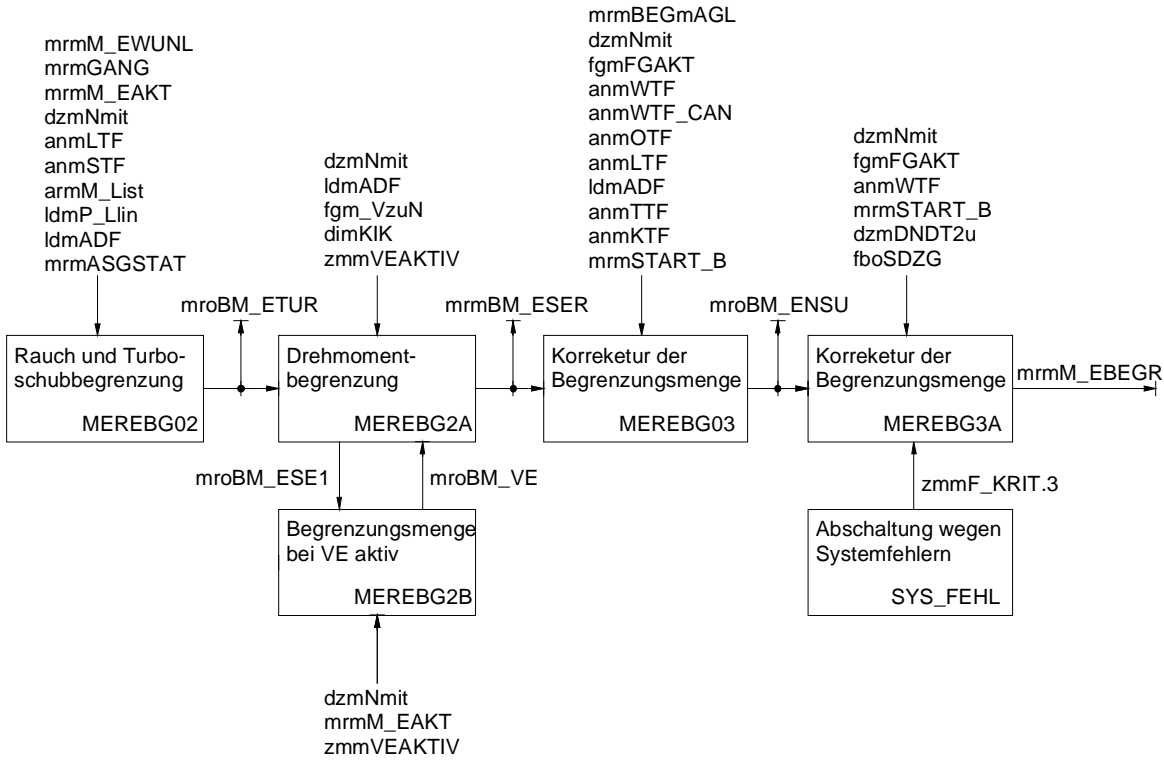 mrmM_EWUNL
mrmGANG
mrmM_EAKT
dzmNmit
anmLTF
anmSTF
armM_List
ldmP_Llin
ldmADF
mrmASGSTAT
dzmNmit
ldmADF
fgm_VzuN
dimKIK
zmmVEAKTIV
mrmBEGmAGL
dzmNmit
fgmFGAKT
anmWTF
anmWTF_CAN
anmOTF
anmLTF
ldmADF
anmTTF
anmKTF
mrmSTART_B
dzmNmit
fgmFGAKT
anmWTF
mrmSTART_B
dzmDNDT2u
fboSDZG
mroBM_ETUR
mrmBM_ESER
mroBM_ENSU
Rauch und Turbo-
schubbegrenzung
MEREBG02
Drehmoment-
begrenzung
MEREBG2A
Korreketur der
Begrenzungsmenge
MEREBG03
Korreketur der
Begrenzungsmenge
MEREBG3A
mrmM_EBEGR
mroBM_ESE1
mroBM_VE
zmmF_KRIT.3
Begrenzungsmenge
bei VE aktiv
MEREBG2B
Abschaltung wegen
Systemfehlern
SYS_FEHL
dzmNmit
mrmM_EAKT
zmmVEAKTIV